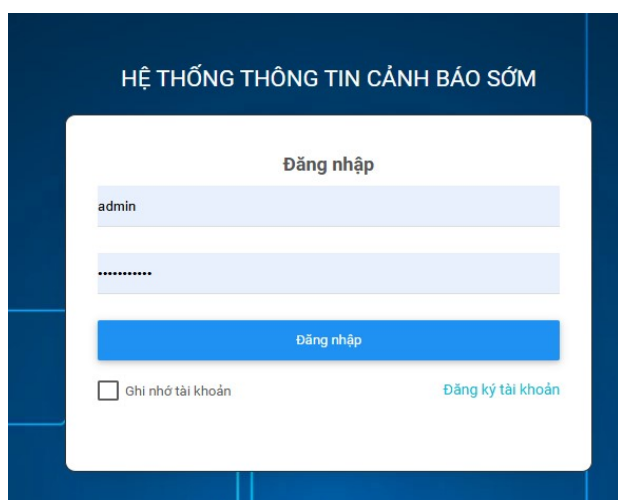 HỆ THỐNG THÔNG TIN CẢNH BÁO SỚM
Đăng nhập
admin
•••••••••••
Đăng nhập
Ghi nhớ tài khoản
Đăng ký tài khoản